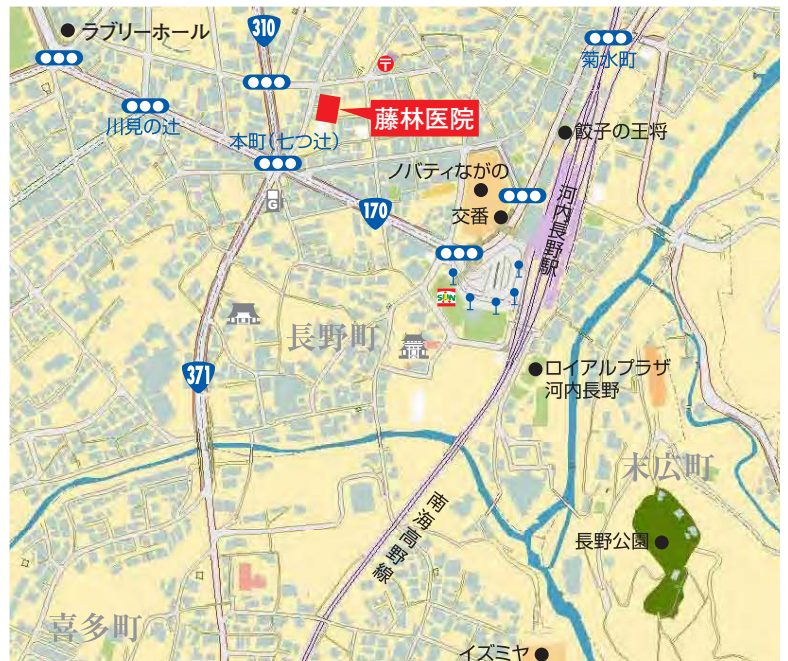 ラブリーホール
310
〒
菊水町
川見の辻
藤林医院
本町(七つ辻)
餃子の王将
ノバティながの
170
交番
河内長野駅
G
SUN
長野町
371
ロイアルプラザ
河内長野
末広町
南海高野線
長野公園
喜多町
イズミヤ